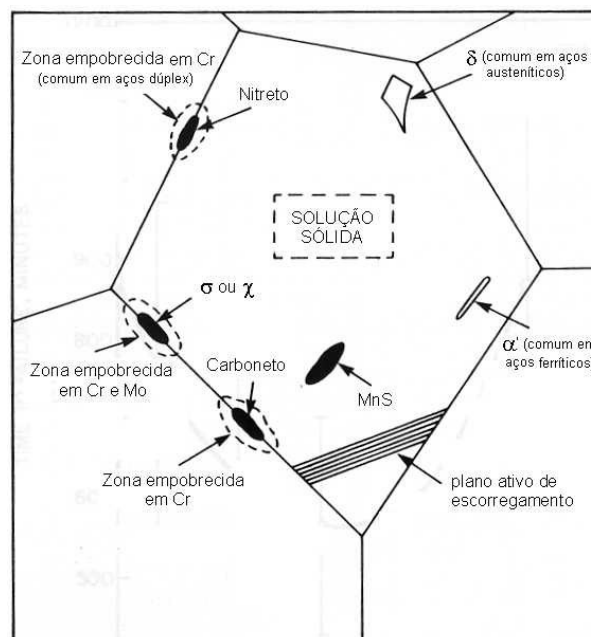 Zona empobrecida em Cr
(comum em aços dúplex)
Nitreto
δ (comum em aços
austeníticos)
SOLUÇÃO
SÓLIDA
σ ou χ
Zona empobrecida
em Cr e Mo
Carboneto
MnS
α' (comum em
aços ferríticos)
Zona empobrecida
em Cr
plano ativo de
escorregamento